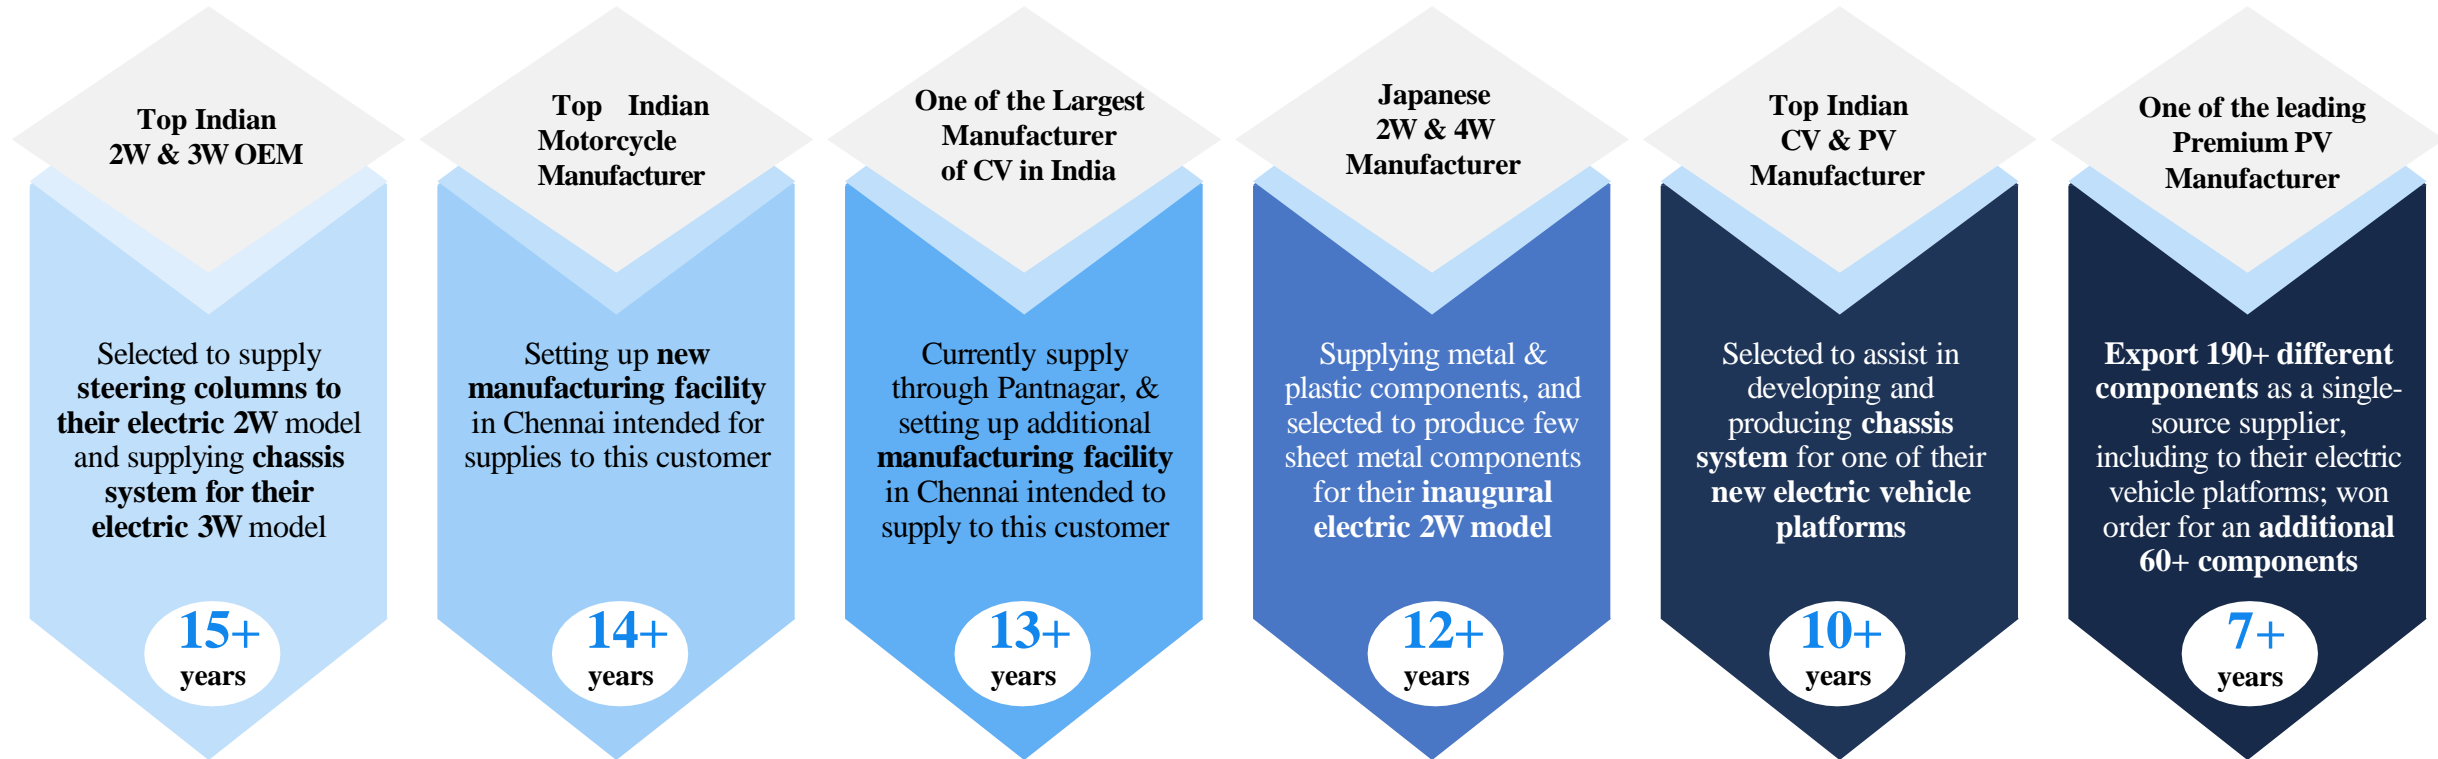 Top Indian
2W & 3W OEM
Selected to supply
steering columns to
their electric 2W model
and supplying chassis
system for their
electric 3W model
15+
years
Top Indian
Motorcycle
Manufacturer
Setting up new
manufacturing facility
in Chennai intended for
supplies to this customer
14+
years
One of the Largest
Manufacturer
of CV in India
Currently supply
through Pantnagar, &
setting up additional
manufacturing facility
in Chennai intended to
supply to this customer
13+
years
Japanese
2W & 4W
Manufacturer
Supplying metal &
plastic components, and
selected to produce few
sheet metal components
for their inaugural
electric 2W model
12+
years
Top Indian
CV & PV
Manufacturer
Selected to assist in
developing and
producing chassis
system for one of their
new electric vehicle
platforms
10+
years
One of the leading
Premium PV
Manufacturer
Export 190+ different
components as a single-
source supplier,
including to their electric
vehicle platforms; won
order for an additional
60+ components
7+
years